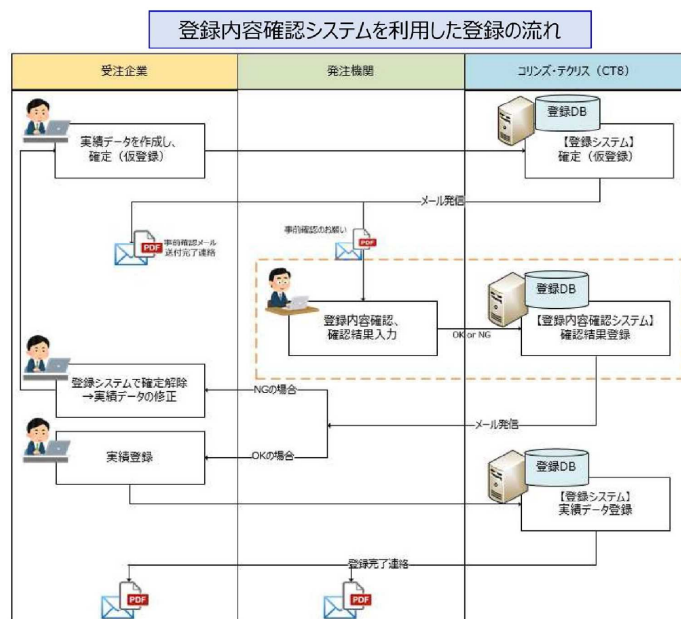 登録内容確認システムを利用した登録の流れ
受注企業
発注機関
コリンズ・テクリス（CT8）
登録DB
実績データを作成し、
確定（仮登録）
【登録システム】
確定（仮登録）
メール発信
事前確認のお願い
PDF
PDF
事前確認メール
送付完了連絡
登録DB
登録内容確認、
確認結果入力
OK or NG
【登録内容確認システム】
確認結果登録
登録システムで確定解除
→実績データの修正
NGの場合
メール発信
実績登録
OKの場合
登録DB
【登録システム】
実績データ登録
登録完了連絡
PDF
PDF